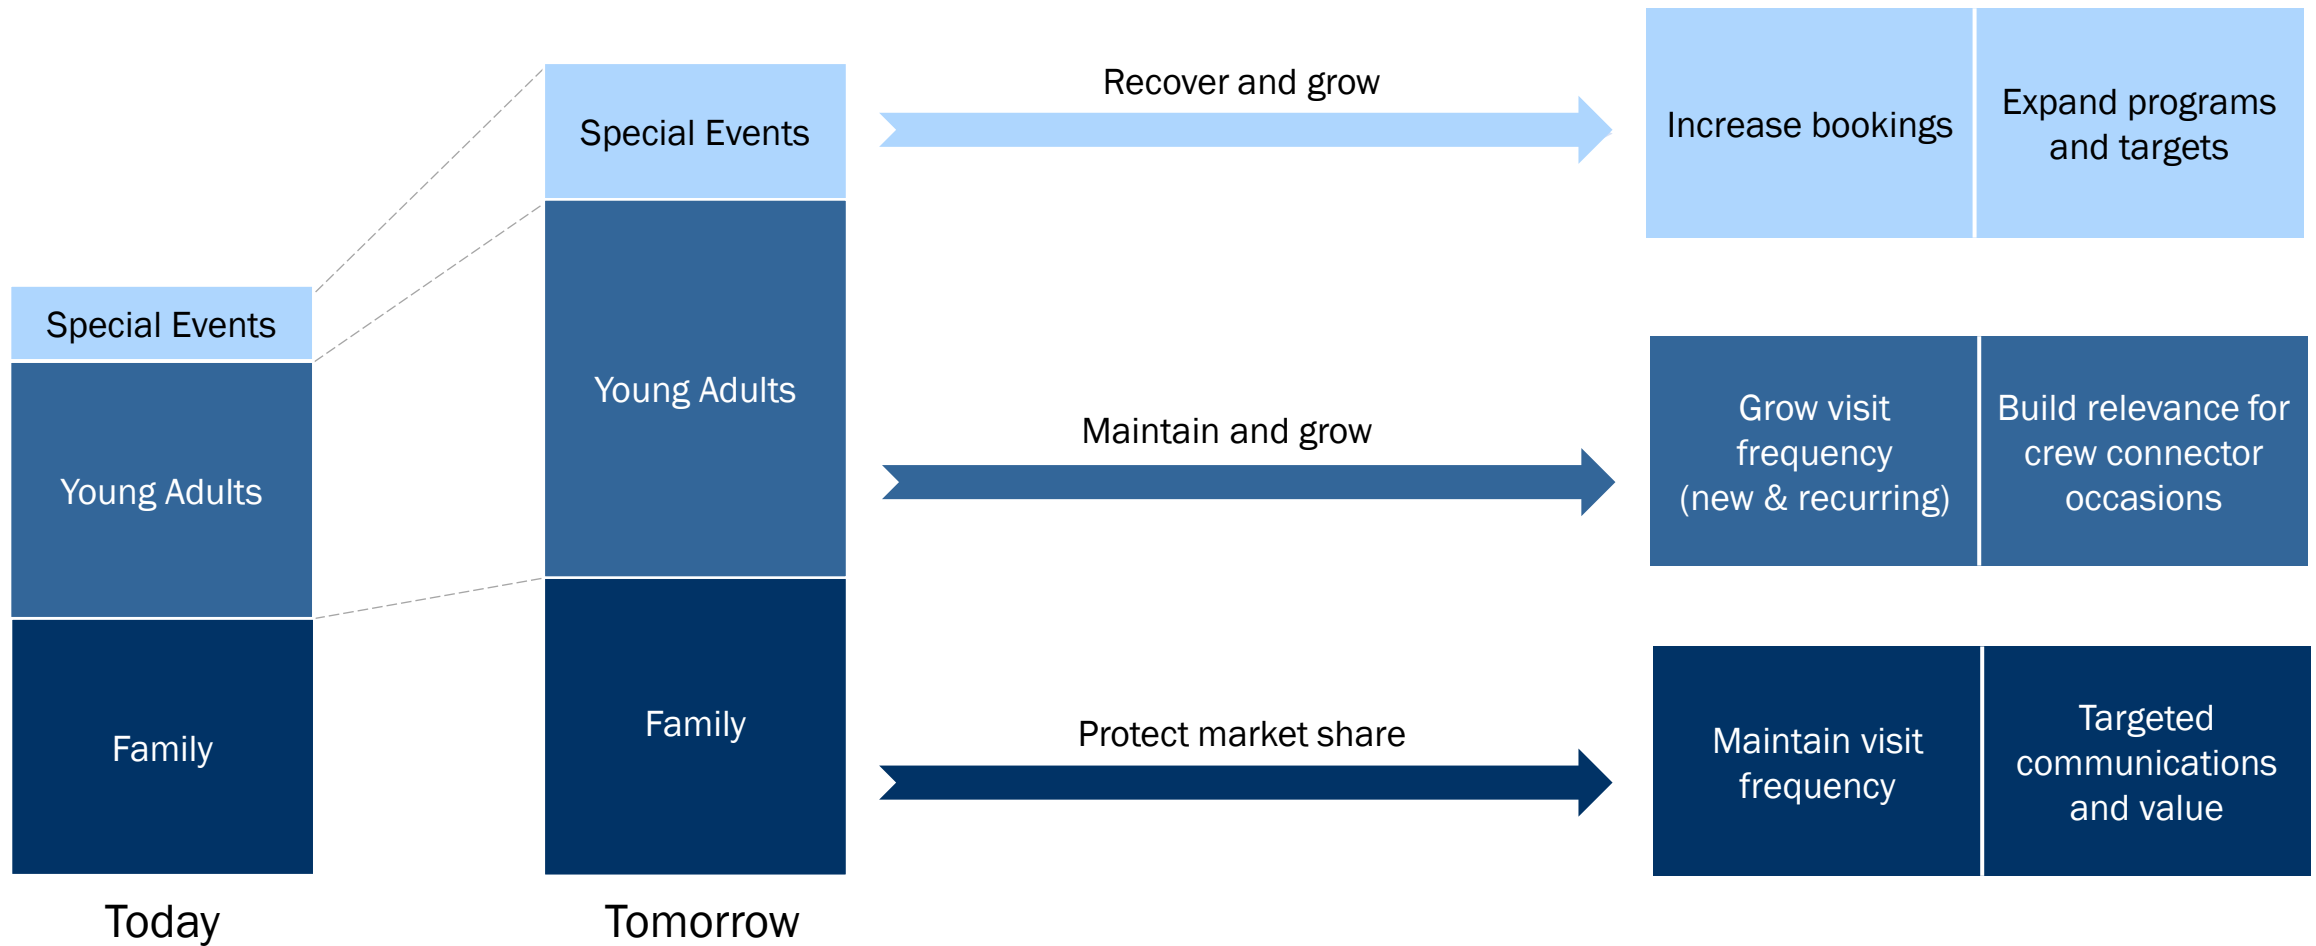 Special Events
Young Adults
Family
Today
Special Events
Young Adults
Family
Tomorrow
Recover and grow
Increase bookings
Expand programs
and targets
Maintain and grow
Grow visit
frequency
(new & recurring)
Build relevance for
crew connector
occasions
Protect market share
Maintain visit
frequency
Targeted
communications
and value